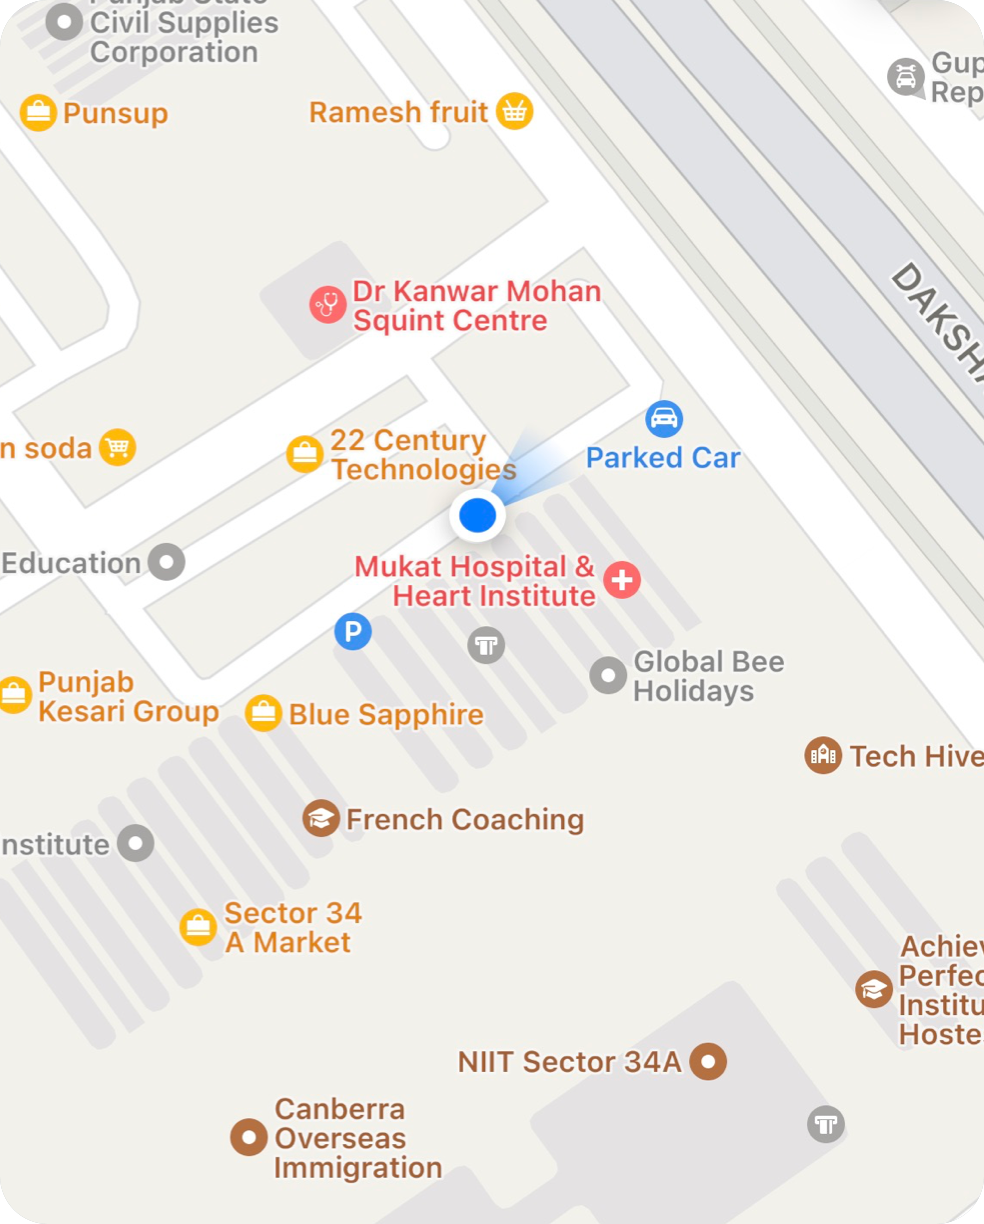 Punjab State
Civil Supplies
Corporation
Gup
Rep
Punsup
Ramesh fruit
DAKSHA
Dr Kanwar Mohan
Squint Centre
n soda
22 Century
Technologies
Parked Car
Education
Mukat Hospital &
Heart Institute
P
Global Bee
Holidays
Punjab
Kesari Group
Blue Sapphire
Tech Hive
French Coaching
nstitute
Sector 34
A Market
Achiev
Perfec
Institu
Hoste
NIIT Sector 34A
Canberra
Overseas
Immigration